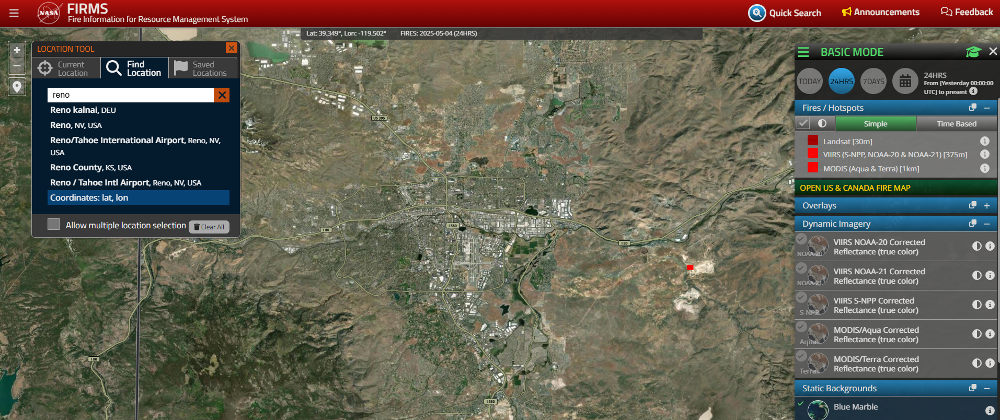 NASA
FIRMS
Fire Information for Resource Management System
Quick Search
Announcements
Feedback
Lat: 39.349°, Lon: -119.502°
FIRES: 2025-05-04 (24HRS)
LOCATION TOOL
Current
Location
Find
Location
Saved
Locations
reno
Reno kalnai, DEU
Reno, NV, USA
Reno/Tahoe International Airport, Reno, NV,
USA
Reno County, KS, USA
Reno / Tahoe Intl Airport, Reno, NV, USA
Coordinates: lat, lon
Allow multiple location selection
Clear All
US 395
I 80
I 580
I 80
I 80
I 580
BASIC MODE
TODAY
24HRS
7DAYS
24HRS
From [Yesterday 00:00:00
UTC] to present
Fires / Hotspots
Simple
Time Based
Landsat [30m]
VIIRS (S-NPP, NOAA-20 & NOAA-21) [375m]
MODIS (Aqua & Terra) [1km]
OPEN US & CANADA FIRE MAP
Overlays
Dynamic Imagery
NOAA-20
VIIRS NOAA-20 Corrected
Reflectance (true color)
NOAA-21
VIIRS NOAA-21 Corrected
Reflectance (true color)
S-NPP
VIIRS S-NPP Corrected
Reflectance (true color)
Aqua
MODIS/Aqua Corrected
Reflectance (true color)
Terra
MODIS/Terra Corrected
Reflectance (true color)
Static Backgrounds
Blue Marble